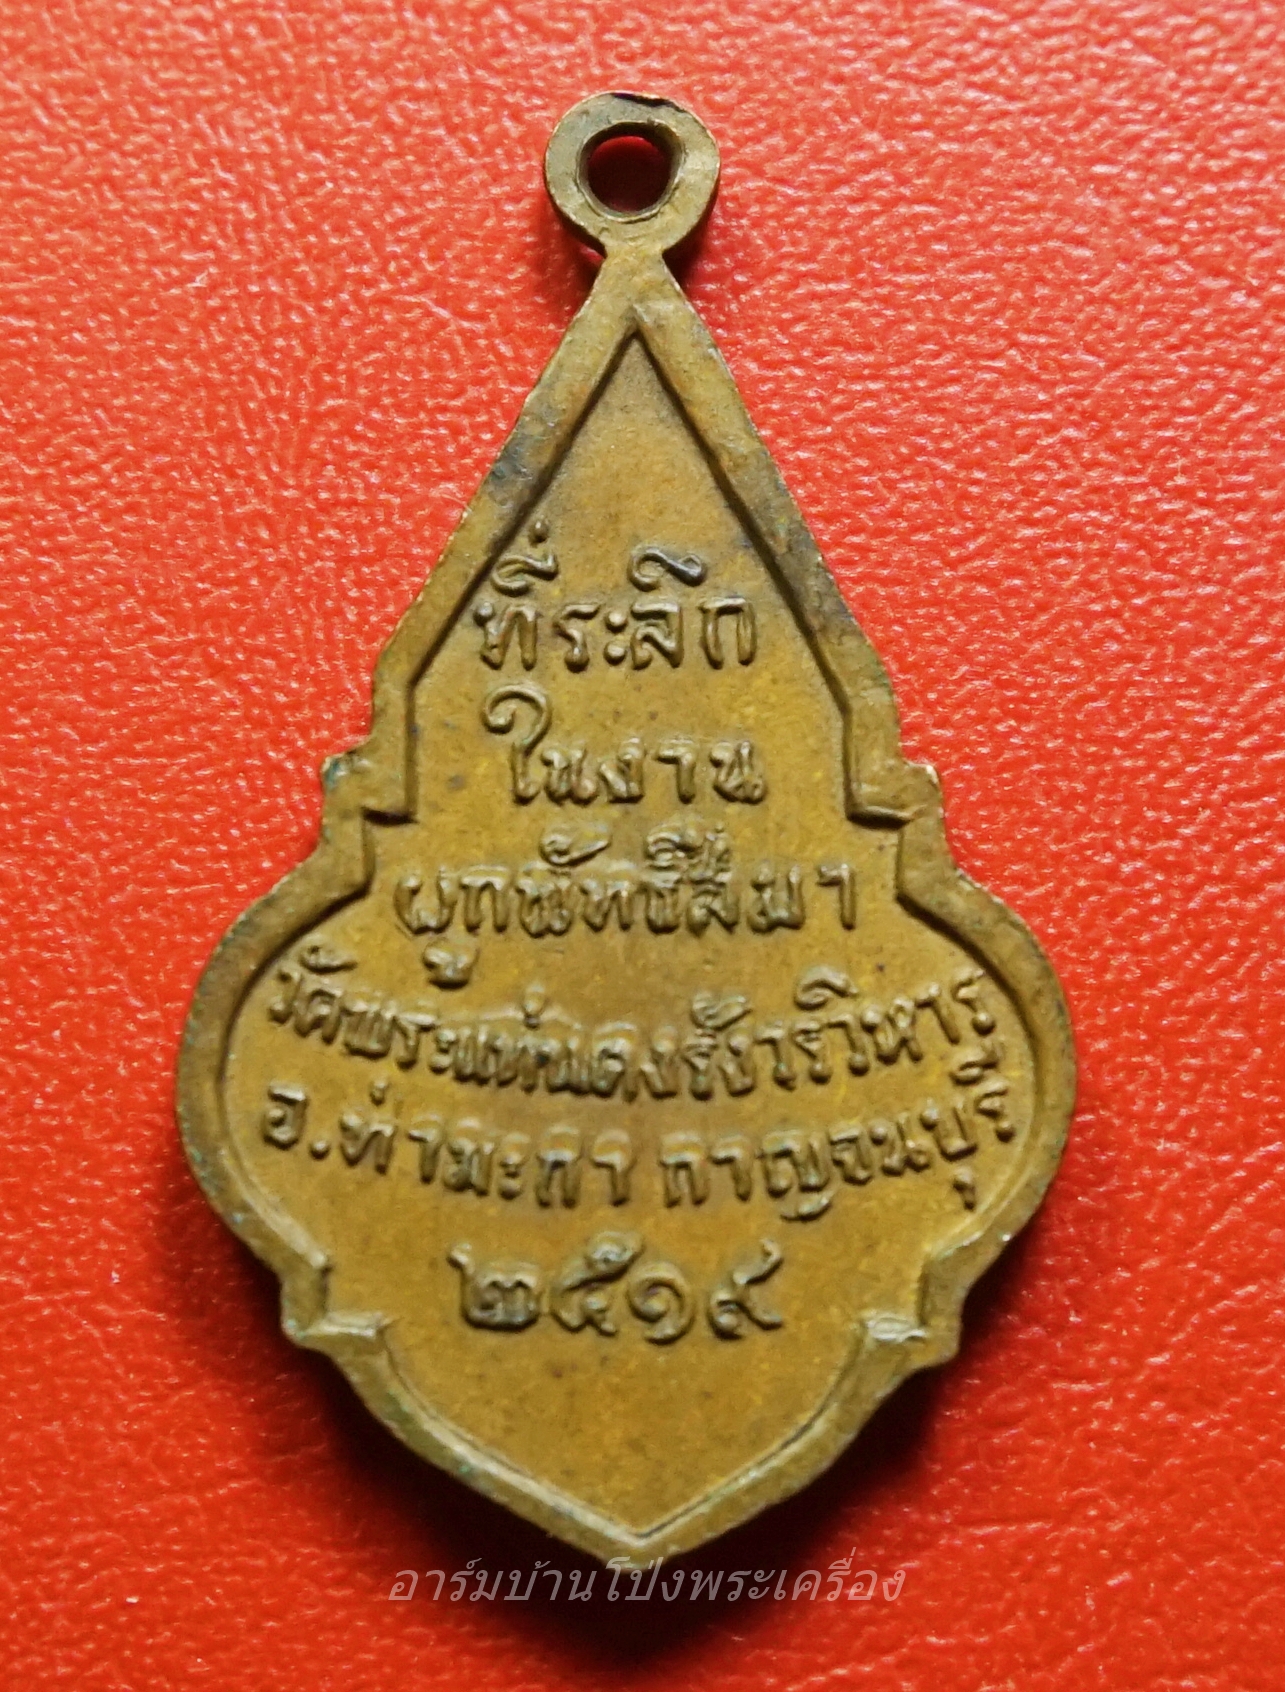 ที่ระลึก
ในงาน
ผูกพัทธสีมา
วัดพระแท่นดงรังวรวิหาร
อ.ท่ามะกา กาญจนบุรี
๒๕๑๙
อาร์มบ้านโป่งพระเครื่อง